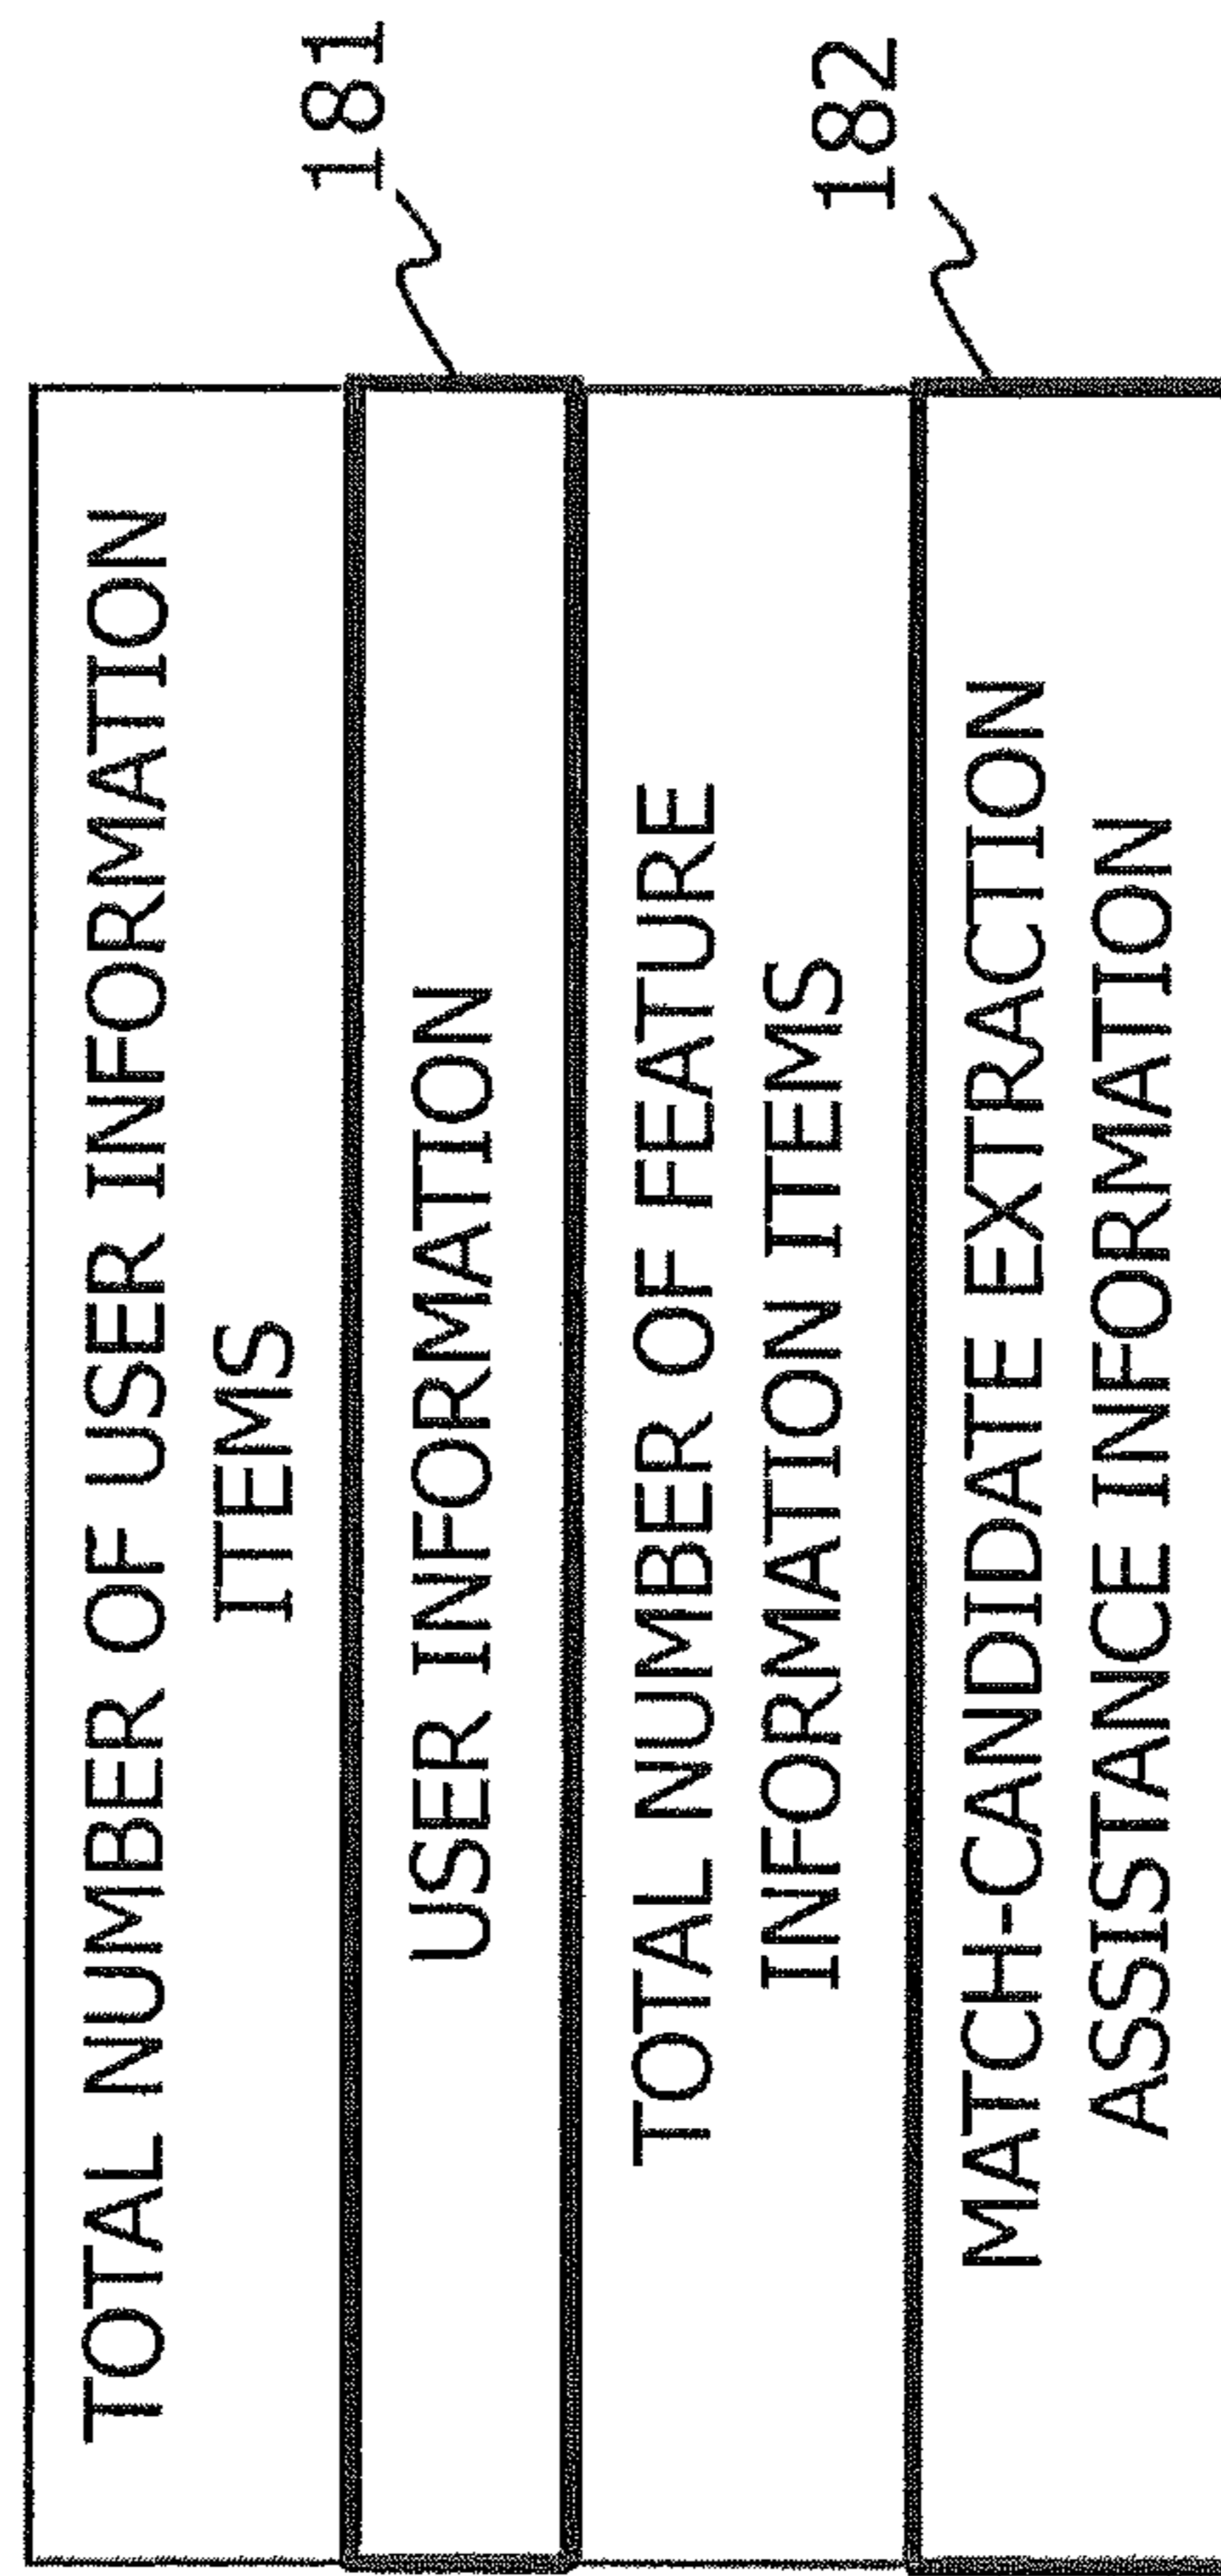 TOTAL NUMBER OF USER INFORMATION
ITEMS
181
USER INFORMATION
TOTAL NUMBER OF FEATURE
INFORMATION ITEMS
182
MATCH-CANDIDATE EXTRACTION
ASSISTANCE INFORMATION